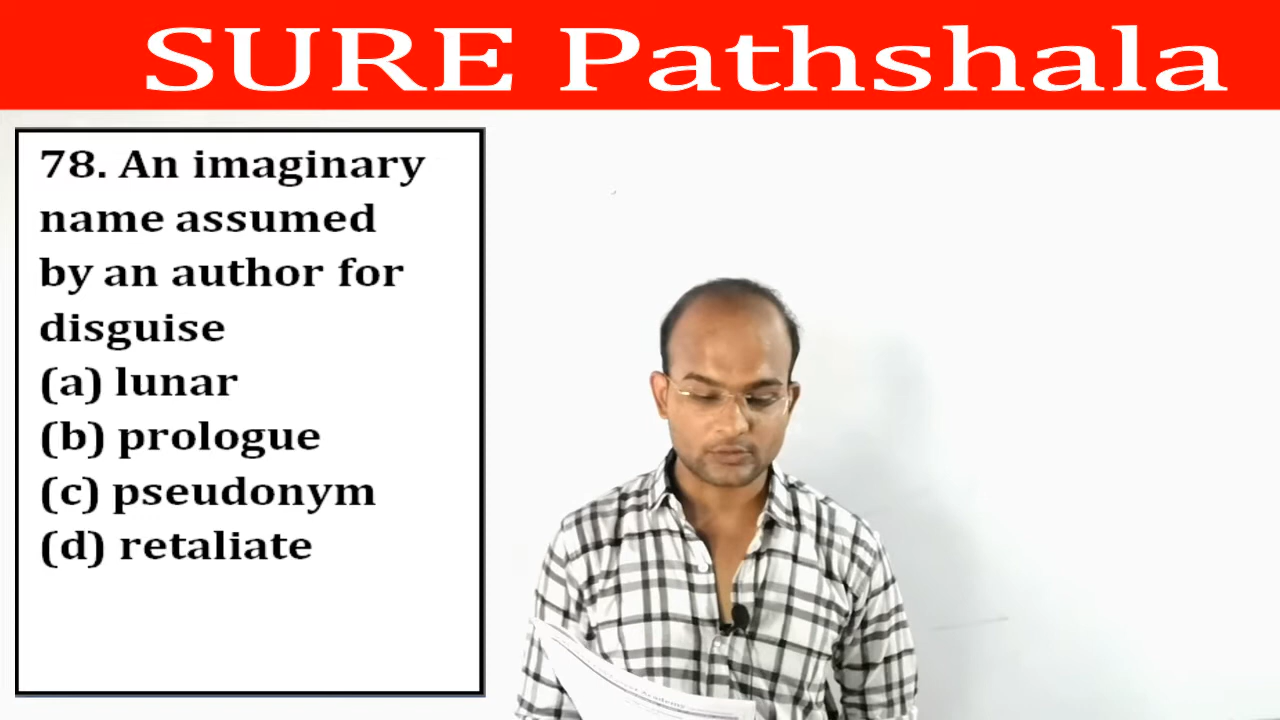 SURE Pathshala
78. An imaginary
name assumed
by an author for
disguise
(a) lunar
(b) prologue
(c) pseudonym
(d) retaliate